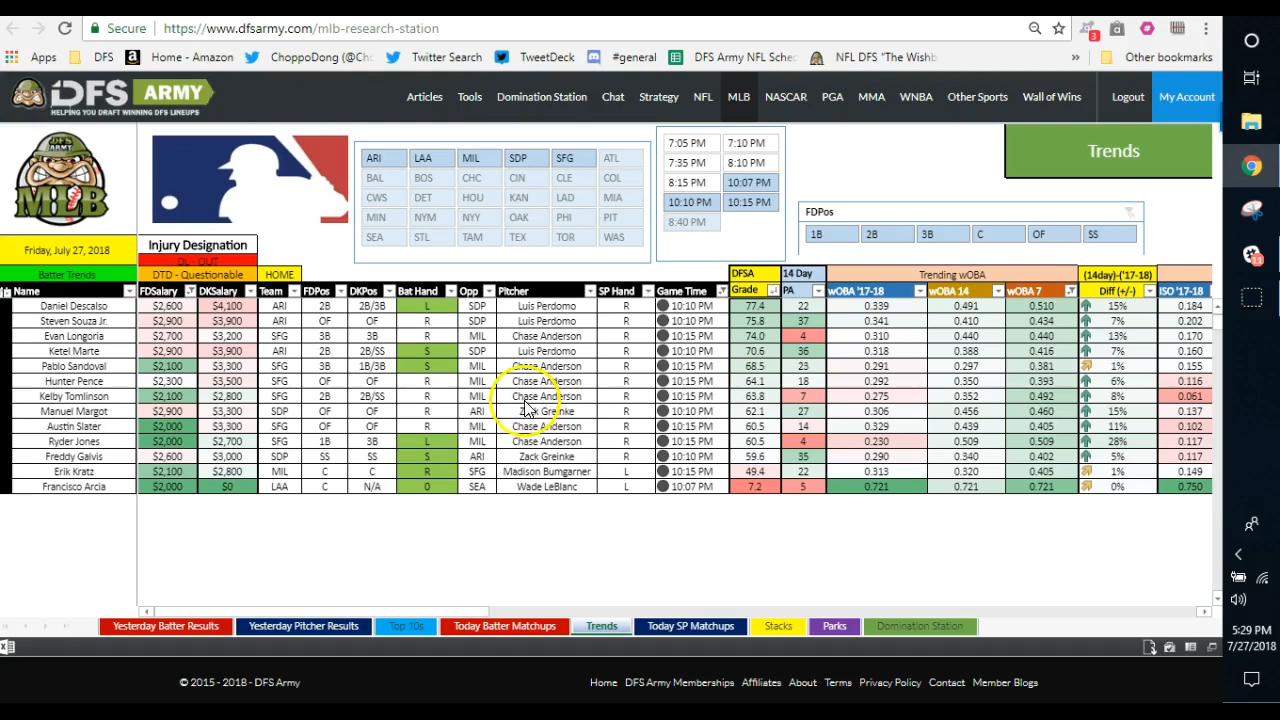 Secure https://www.dfsarmy.com/mlb-research-station
Apps DFS Home - Amazon ChoppoDong (@Chc Twitter Search TweetDeck #general DFS Army NFL Sche NFL DFS "The Wishb » Other bookmarks
DFS ARMY
HELPING YOU DRAFT WINNING DFS LINEUPS
Articles Tools Domination Station Chat Strategy NFL MLB NASCAR PGA MMA WNBA Other Sports Wall of Wins Logout My Account
MLB
ARI LAA MIL SDP SFG ATL
BAL BOS CHC CIN CLE COL
CWS DET HOU KAN LAD MIA
MIN NYM NYY OAK PHI PIT
SEA STL TAM TEX TOR WAS
7:05 PM 7:10 PM
7:35 PM 8:10 PM
8:15 PM 10:07 PM
10:10 PM 10:15 PM
8:40 PM
Trends
FDPos
1B 2B 3B C OF SS
Friday, July 27, 2018 Injury Designation
DL - OUT
Batter Trends DTD - Questionable HOME DFSA 14 Day Trending wOBA (14day)-('17-18)
Name FDSalary DKSalary Team FDPos DKPos Bat Hand Opp Pitcher SP Hand Game Time Grade PA wOBA '17-18 wOBA 14 wOBA 7 Diff (+/-) ISO '17-18
Daniel Descalso $2,600 $4,100 ARI 2B 2B/3B L SDP Luis Perdomo R 10:10 PM 77.4 22 0.339 0.491 0.510 15% 0.184
Steven Souza Jr. $2,900 $3,900 ARI OF OF R SDP Luis Perdomo R 10:10 PM 75.8 37 0.341 0.410 0.434 7% 0.202
Evan Longoria $2,700 $3,200 SFG 3B 3B R MIL Chase Anderson R 10:15 PM 74.0 4 0.310 0.440 0.440 13% 0.170
Ketel Marte $2,900 $3,900 ARI 2B 2B/SS S SDP Luis Perdomo R 10:10 PM 70.6 36 0.318 0.388 0.416 7% 0.160
Pablo Sandoval $2,100 $3,300 SFG 3B 1B/3B S MIL Chase Anderson R 10:15 PM 68.5 23 0.291 0.297 0.381 1% 0.155
Hunter Pence $2,300 $3,500 SFG OF OF R MIL Chase Anderson R 10:15 PM 64.1 18 0.292 0.350 0.393 6% 0.116
Kelby Tomlinson $2,100 $2,800 SFG 2B 2B/SS R MIL Chase Anderson R 10:15 PM 63.8 7 0.275 0.352 0.492 8% 0.061
Manuel Margot $2,900 $3,300 SDP OF OF R ARI Zack Greinke R 10:10 PM 62.1 27 0.306 0.456 0.460 15% 0.137
Austin Slater $2,000 $3,300 SFG OF OF R MIL Chase Anderson R 10:15 PM 60.5 14 0.329 0.439 0.431 11% 0.102
Ryder Jones $2,000 $2,700 SFG 1B 3B L MIL Chase Anderson R 10:15 PM 60.5 4 0.230 0.509 0.509 28% 0.117
Freddy Galvis $2,600 $3,000 SDP SS SS S ARI Zack Greinke R 10:10 PM 59.6 35 0.290 0.340 0.402 5% 0.117
Erik Kratz $2,100 $2,800 MIL C C R SFG Madison Bumgarner L 10:15 PM 49.4 22 0.313 0.320 0.405 1% 0.149
Francisco Arcia $2,000 $0 LAA C N/A 0 SEA Wade LeBlanc L 10:07 PM 7.2 5 0.721 0.721 0.721 0% 0.750
Yesterday Batter Results Yesterday Pitcher Results Top 10s Today Batter Matchups Trends Today SP Matchups Stacks Parks Domination Station
© 2015 - 2018 - DFS Army Home DFS Army Memberships Affiliates About Terms Privacy Policy Contact Member Blogs
3
11
5:29 PM
7/27/2018